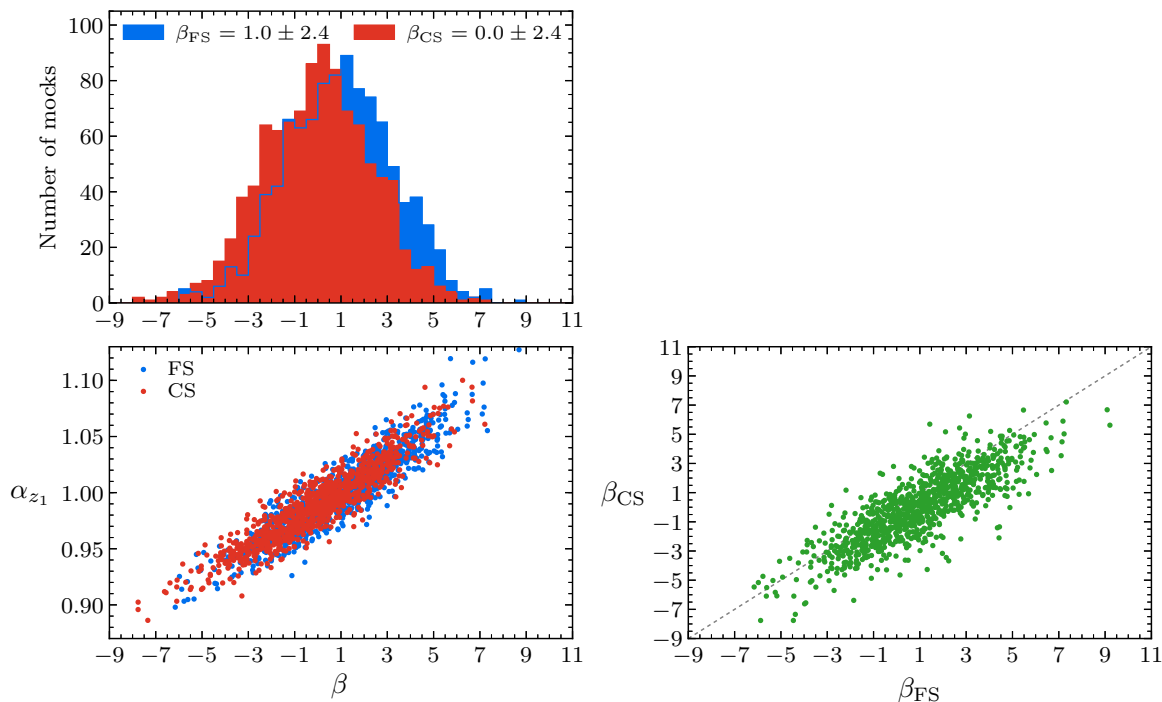 100
80
60
40
20
0
Number of mocks
β_FS = 1.0 ± 2.4
β_CS = 0.0 ± 2.4
−9 −7 −5 −3 −1 1 3 5 7 9 11
1.10
1.05
1.00
0.95
0.90
α_z₁
FS
CS
−9 −7 −5 −3 −1 1 3 5 7 9 11
β
11
9
7
5
3
1
−1
−3
−5
−7
−9
β_CS
−9 −7 −5 −3 −1 1 3 5 7 9 11
β_FS